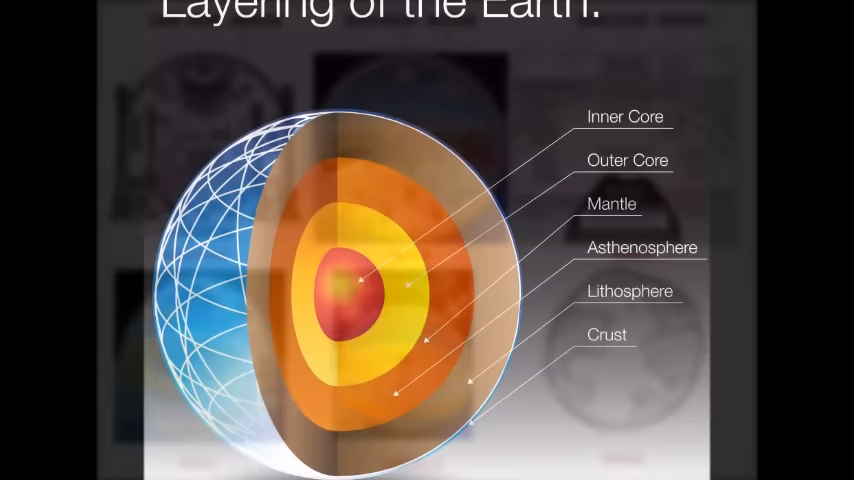 Layering of the Earth.
Inner Core
Outer Core
Mantle
Asthenosphere
Lithosphere
Crust